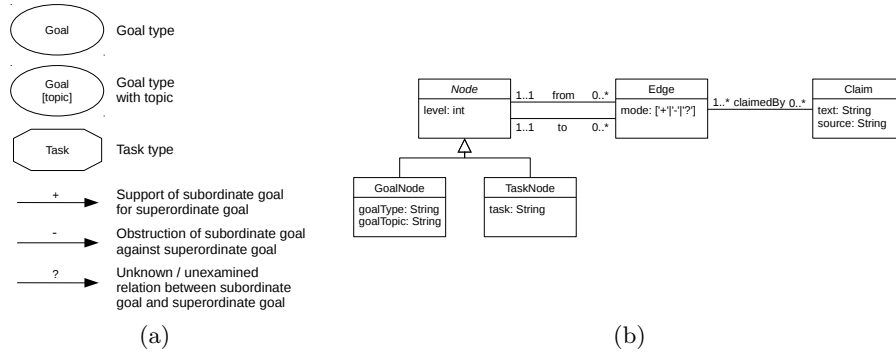 Goal
Goal type
Goal
[topic]
Goal type
with topic
Task
Task type
+
Support of subordinate goal
for superordinate goal
-
Obstruction of subordinate goal
against superordinate goal
?
Unknown / unexamined
relation between subordinate
goal and superordinate goal
(a)
Node
level: int
1..1 from 0..*
1..1 to 0..*
Edge
mode: ['+'|'-'|'?']
1..* claimedBy 0..*
Claim
text: String
source: String
GoalNode
goalType: String
goalTopic: String
TaskNode
task: String
(b)